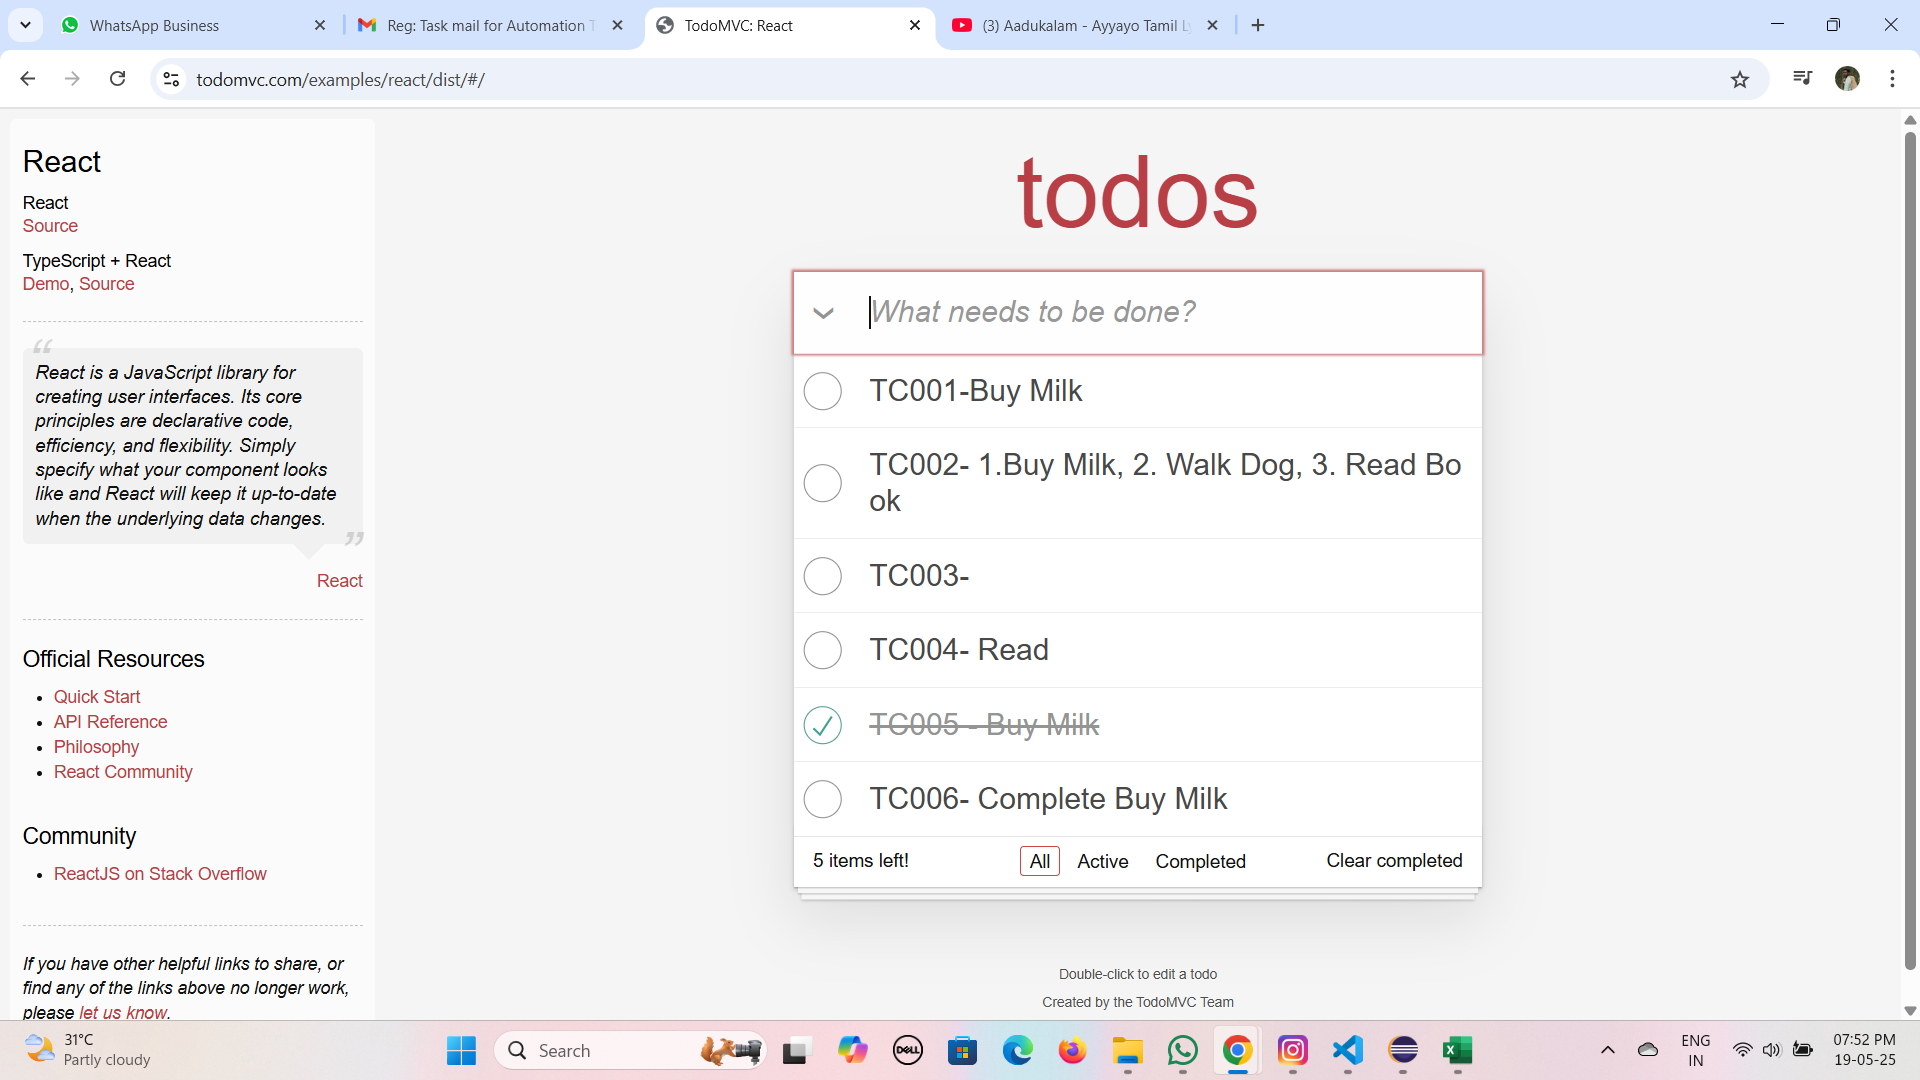 WhatsApp Business
Reg: Task mail for Automation T
TodoMVC: React
(3) Aadukalam - Ayyayo Tamil Ly
todomvc.com/examples/react/dist/#/
React
React
Source
TypeScript + React
Demo, Source
“
React is a JavaScript library for
creating user interfaces. Its core
principles are declarative code,
efficiency, and flexibility. Simply
specify what your component looks
like and React will keep it up-to-date
when the underlying data changes.
”
React
Official Resources
• Quick Start
• API Reference
• Philosophy
• React Community
Community
• ReactJS on Stack Overflow
If you have other helpful links to share, or
find any of the links above no longer work,
please let us know.
todos
What needs to be done?
TC001-Buy Milk
TC002- 1.Buy Milk, 2. Walk Dog, 3. Read Bo
ok
TC003-
TC004- Read
TC005 - Buy Milk
TC006- Complete Buy Milk
5 items left!
All Active Completed
Clear completed
Double-click to edit a todo
Created by the TodoMVC Team
31°C
Partly cloudy
Search
DELL
ENG
IN
07:52 PM
19-05-25